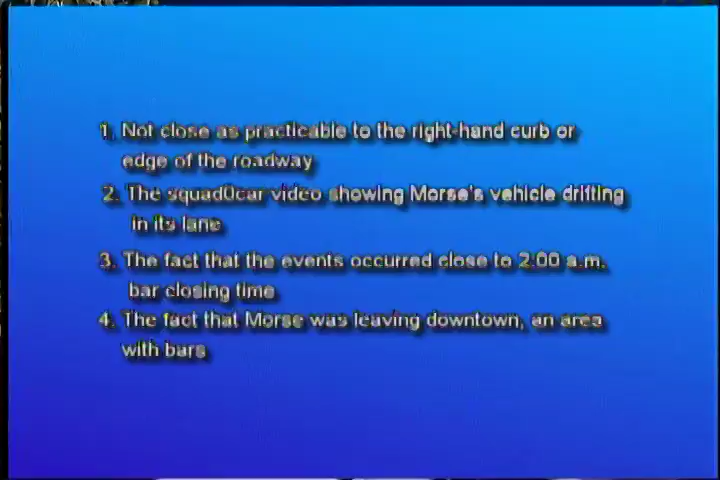 1. Not close as practicable to the right-hand curb or
edge of the roadway
2. The squad0car video showing Morse's vehicle drifting
in its lane
3. The fact that the events occurred close to 2:00 a.m.
bar closing time
4. The fact that Morse was leaving downtown, an area
with bars